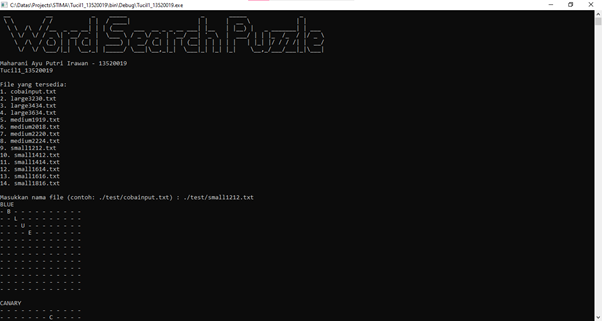 C:\Datas\Projects\STIMA\Tucil1_13520019\bin\Debug\Tucil1_13520019.exe
Word Search Puzzle
Maharani Ayu Putri Irawan - 13520019
Tucil1_13520019
File yang tersedia:
1. cobainput.txt
2. large3230.txt
3. large3434.txt
4. large3634.txt
5. medium1919.txt
6. medium2018.txt
7. medium2220.txt
8. medium2224.txt
9. small1212.txt
10. small1412.txt
11. small1414.txt
12. small1614.txt
13. small1616.txt
14. small1816.txt
Masukkan nama file (contoh: ./test/cobainput.txt) : ./test/small1212.txt
BLUE
- B - - - - - - - - - -
- - L - - - - - - - - -
- - - U - - - - - - - -
- - - - E - - - - - - -
- - - - - - - - - - - -
- - - - - - - - - - - -
- - - - - - - - - - - -
- - - - - - - - - - - -
- - - - - - - - - - - -
- - - - - - - - - - - -
- - - - - - - - - - - -
- - - - - - - - - - - -
CANARY
- - - - - - - - - - - -
- - - - - - - C - - - -